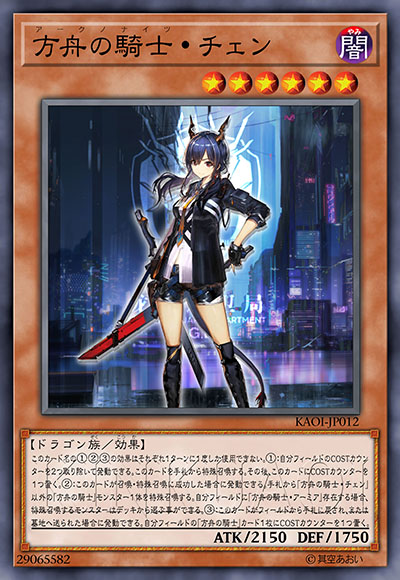 アークノナイツ
方舟の騎士・チェン
やみ
闇
局
DEPARTMENT
KAOI-JP012
【ドラゴン族／効果】
このカード名の①②③の効果はそれぞれ1ターンに1度しか使用できない。①:自分フィールドのCOSTカウン
ターを2つ取り除いて発動できる。このカードを手札から特殊召喚する。その後、このカードにCOSTカウンター
を1つ置く。②:このカードが召喚・特殊召喚に成功した場合に発動できる。手札から「方舟の騎士・チェン」
以外の「方舟の騎士」モンスター1体を特殊召喚する。自分フィールドに「方舟の騎士・アーミア」が存在する場合、
特殊召喚するモンスターはデッキから選ぶ事ができる。③:このカードがフィールドから手札に戻され、または
墓地へ送られた場合に発動できる。自分フィールドの「方舟の騎士」カード1枚にCOSTカウンターを1つ置く。
ATK/2150 DEF/1750
29065582
©其空あおい